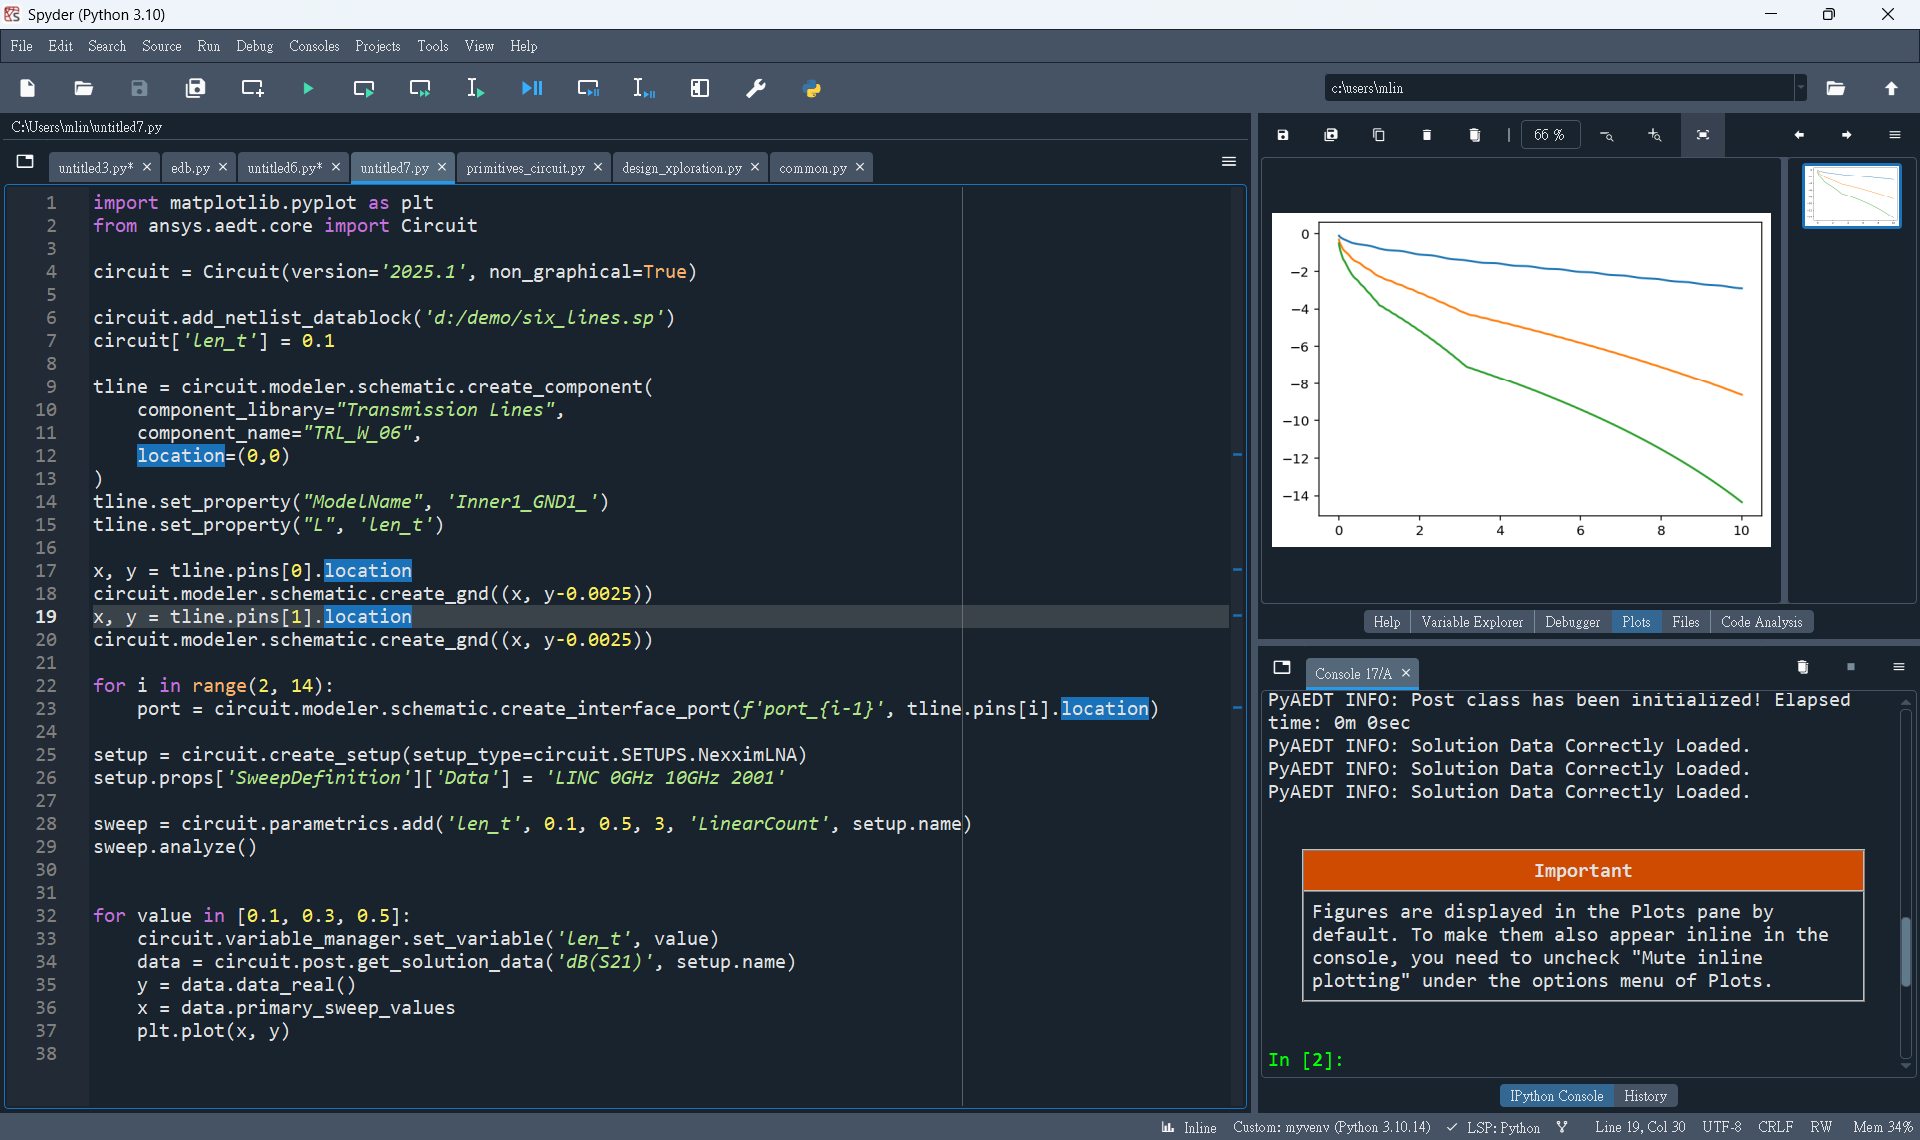 Spyder (Python 3.10)
File Edit Search Source Run Debug Consoles Projects Tools View Help
c:\users\mlin
C:\Users\mlin\untitled7.py
untitled3.py* edb.py untitled6.py* untitled7.py primitives_circuit.py design_xploration.py common.py
1 import matplotlib.pyplot as plt
2 from ansys.aedt.core import Circuit
3
4 circuit = Circuit(version='2025.1', non_graphical=True)
5
6 circuit.add_netlist_datablock('d:/demo/six_lines.sp')
7 circuit['len_t'] = 0.1
8
9 tline = circuit.modeler.schematic.create_component(
10 component_library="Transmission Lines",
11 component_name="TRL_W_06",
12 location=(0,0)
13 )
14 tline.set_property("ModelName", 'Inner1_GND1_')
15 tline.set_property("L", 'len_t')
16
17 x, y = tline.pins[0].location
18 circuit.modeler.schematic.create_gnd((x, y-0.0025))
19 x, y = tline.pins[1].location
20 circuit.modeler.schematic.create_gnd((x, y-0.0025))
21
22 for i in range(2, 14):
23 port = circuit.modeler.schematic.create_interface_port(f'port_{i-1}', tline.pins[i].location)
24
25 setup = circuit.create_setup(setup_type=circuit.SETUPS.NexximLNA)
26 setup.props['SweepDefinition']['Data'] = 'LINC 0GHz 10GHz 2001'
27
28 sweep = circuit.parametrics.add('len_t', 0.1, 0.5, 3, 'LinearCount', setup.name)
29 sweep.analyze()
30
31
32 for value in [0.1, 0.3, 0.5]:
33 circuit.variable_manager.set_variable('len_t', value)
34 data = circuit.post.get_solution_data('dB(S21)', setup.name)
35 y = data.data_real()
36 x = data.primary_sweep_values
37 plt.plot(x, y)
38
66 %
0
−2
−4
−6
−8
−10
−12
−14
0 2 4 6 8 10
Help Variable Explorer Debugger Plots Files Code Analysis
Console 17/A
PyAEDT INFO: Post class has been initialized! Elapsed
time: 0m 0sec
PyAEDT INFO: Solution Data Correctly Loaded.
PyAEDT INFO: Solution Data Correctly Loaded.
PyAEDT INFO: Solution Data Correctly Loaded.
Important
Figures are displayed in the Plots pane by
default. To make them also appear inline in the
console, you need to uncheck "Mute inline
plotting" under the options menu of Plots.
In [2]:
IPython Console History
Inline Custom: myvenv (Python 3.10.14) LSP: Python Line 19, Col 30 UTF-8 CRLF RW Mem 34%